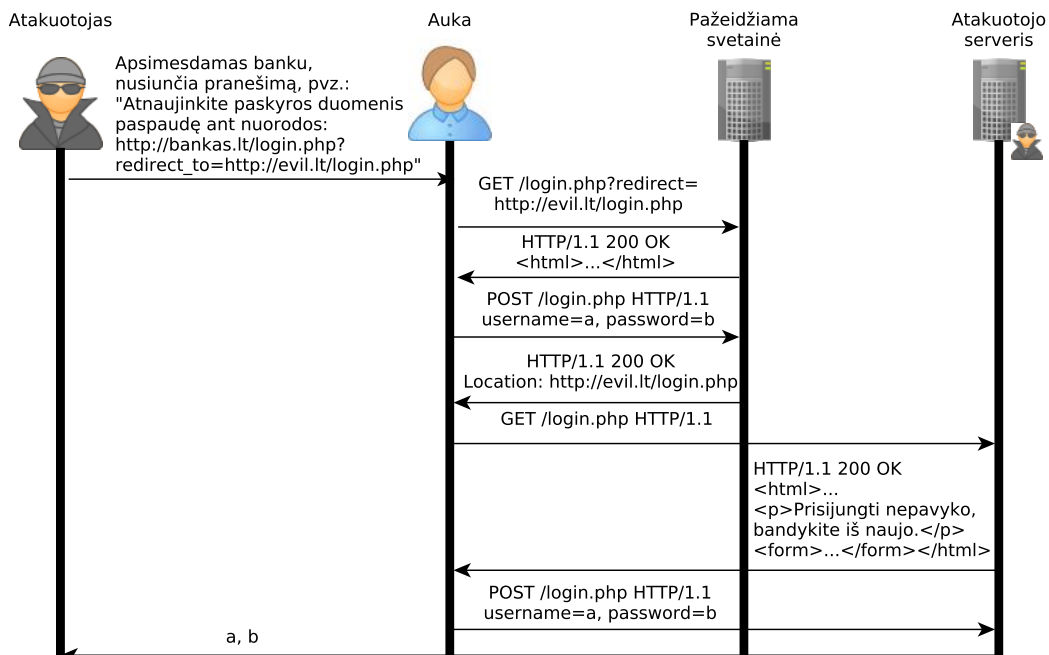 Atakuotojas
Auka
Pažeidžiama
svetainė
Atakuotojo
serveris
Apsimesdamas banku,
nusiunčia pranešimą, pvz.:
"Atnaujinkite paskyros duomenis
paspaudę ant nuorodos:
http://bankas.lt/login.php?
redirect_to=http://evil.lt/login.php"
GET /login.php?redirect=
http://evil.lt/login.php
HTTP/1.1 200 OK
<html>...</html>
POST /login.php HTTP/1.1
username=a, password=b
HTTP/1.1 200 OK
Location: http://evil.lt/login.php
GET /login.php HTTP/1.1
HTTP/1.1 200 OK
<html>...
<p>Prisijungti nepavyko,
bandykite iš naujo.</p>
<form>...</form></html>
POST /login.php HTTP/1.1
username=a, password=b
a, b